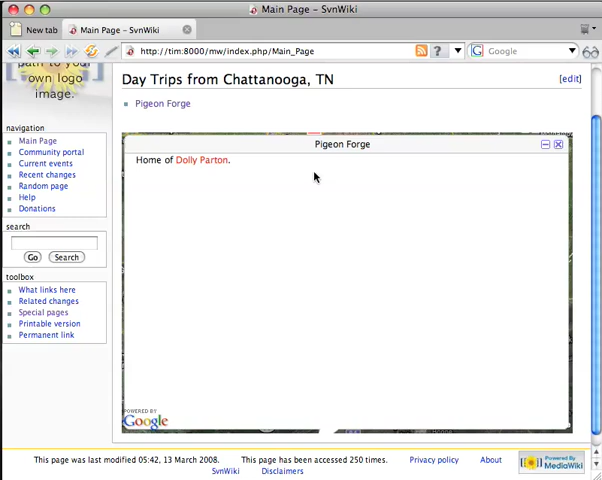 Main Page – SvnWiki
New tab
Main Page – SvnWiki
http://tim:8000/mw/index.php/Main_Page
?
Google
path to your
own logo
image.
Day Trips from Chattanooga, TN
[edit]
Pigeon Forge
navigation
Main Page
Community portal
Current events
Recent changes
Random page
Help
Donations
search
Go
Search
toolbox
What links here
Related changes
Special pages
Printable version
Permanent link
Pigeon Forge
Home of Dolly Parton.
POWERED BY
Google
This page was last modified 05:42, 13 March 2008.
This page has been accessed 250 times.
Privacy policy
About
SvnWiki
Disclaimers
Powered By
MediaWiki